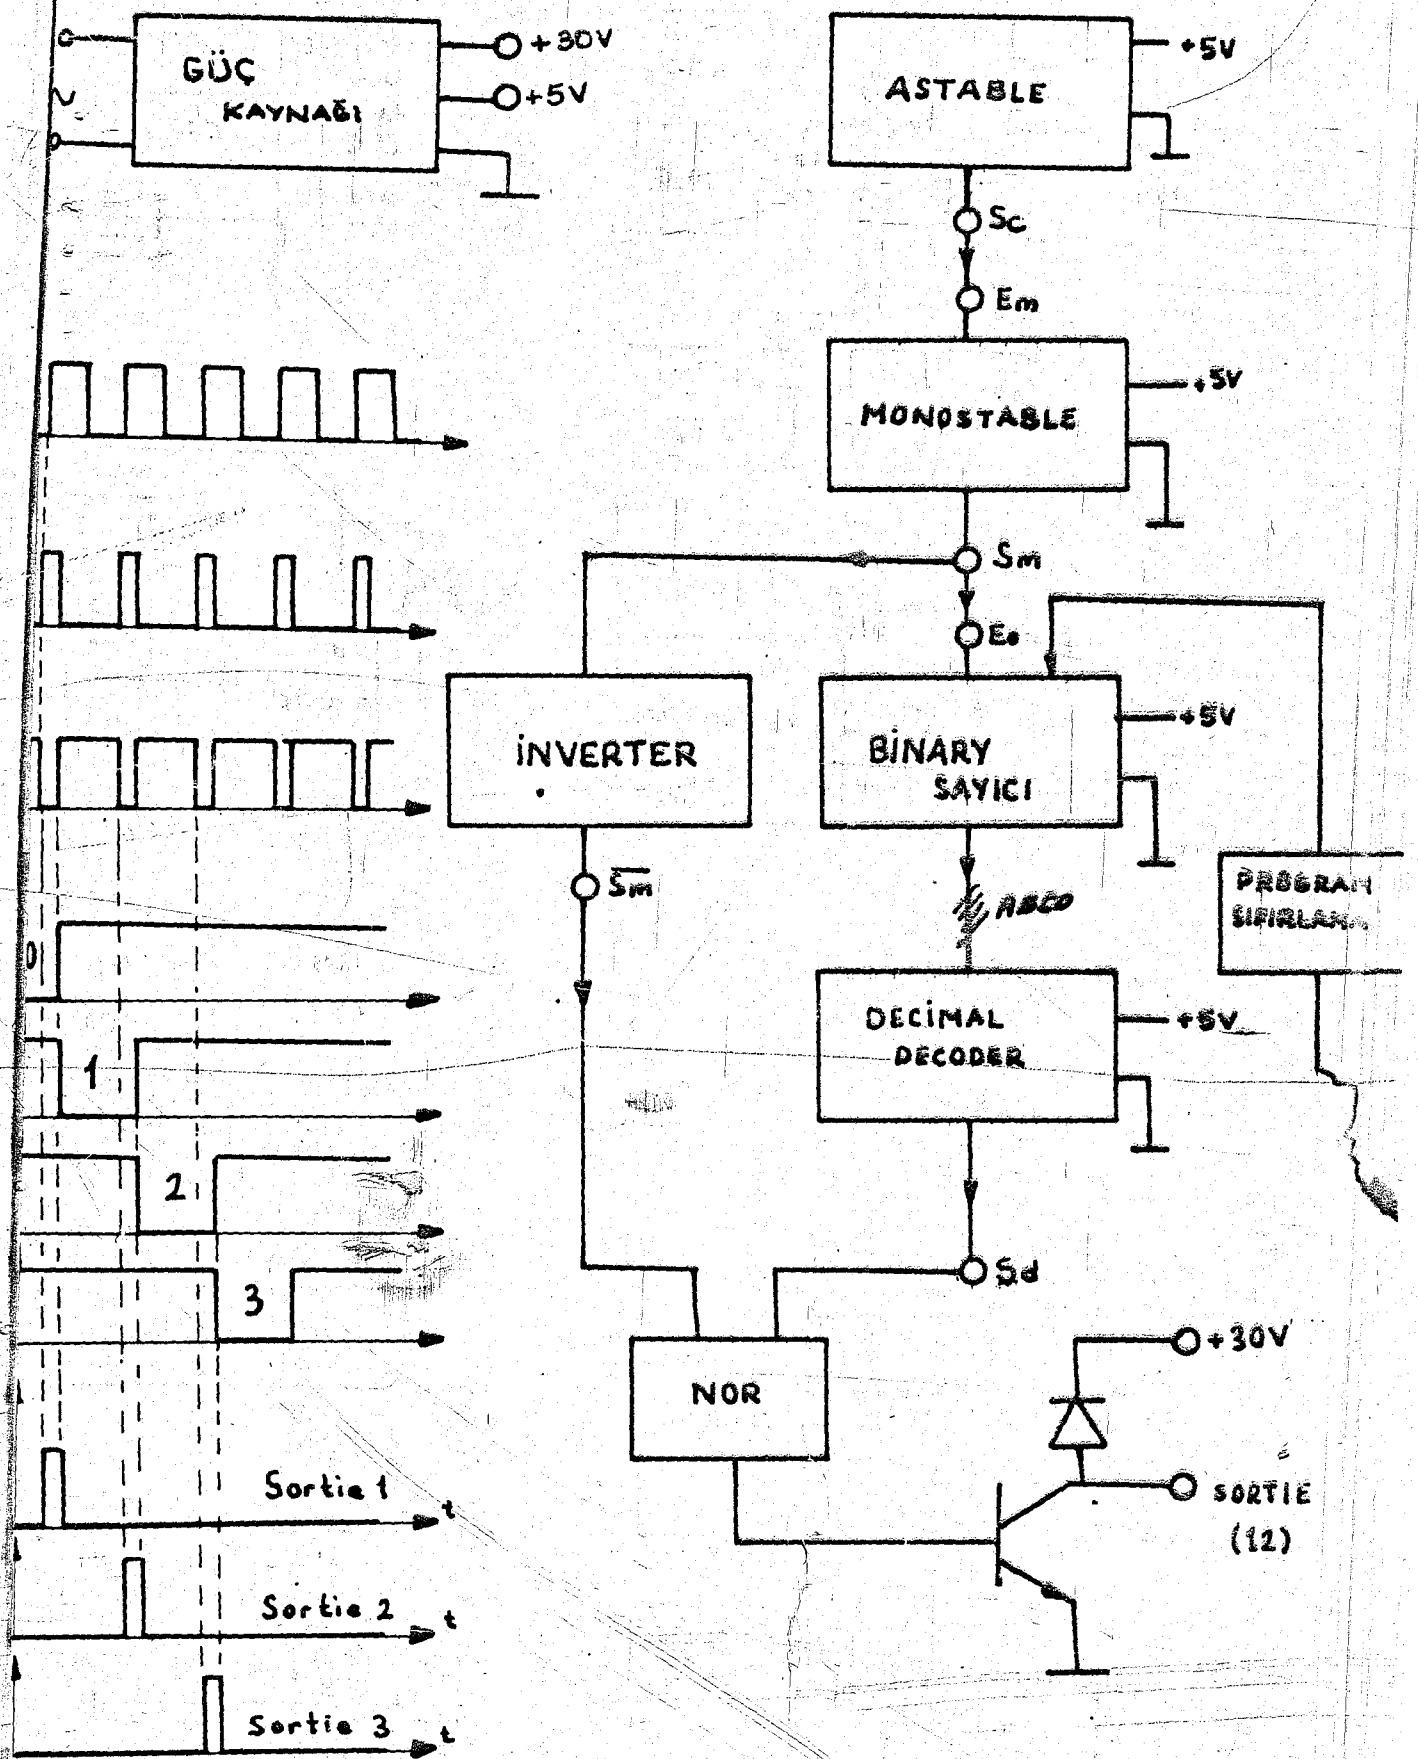 GÜÇ
KAYNAĞI
+30V
+5V
ASTABLE
+5V
Sc
Em
MONOSTABLE
+5V
Sm
Ee
İNVERTER
BİNARY
SAYICI
+5V
Sm
ABCD
PROGRAM
SIFIRLAMA
DECİMAL
DECODER
+5V
0
1
2
3
Sd
NOR
+30V
SORTIE
(12)
Sortie 1
t
Sortie 2
t
Sortie 3
t